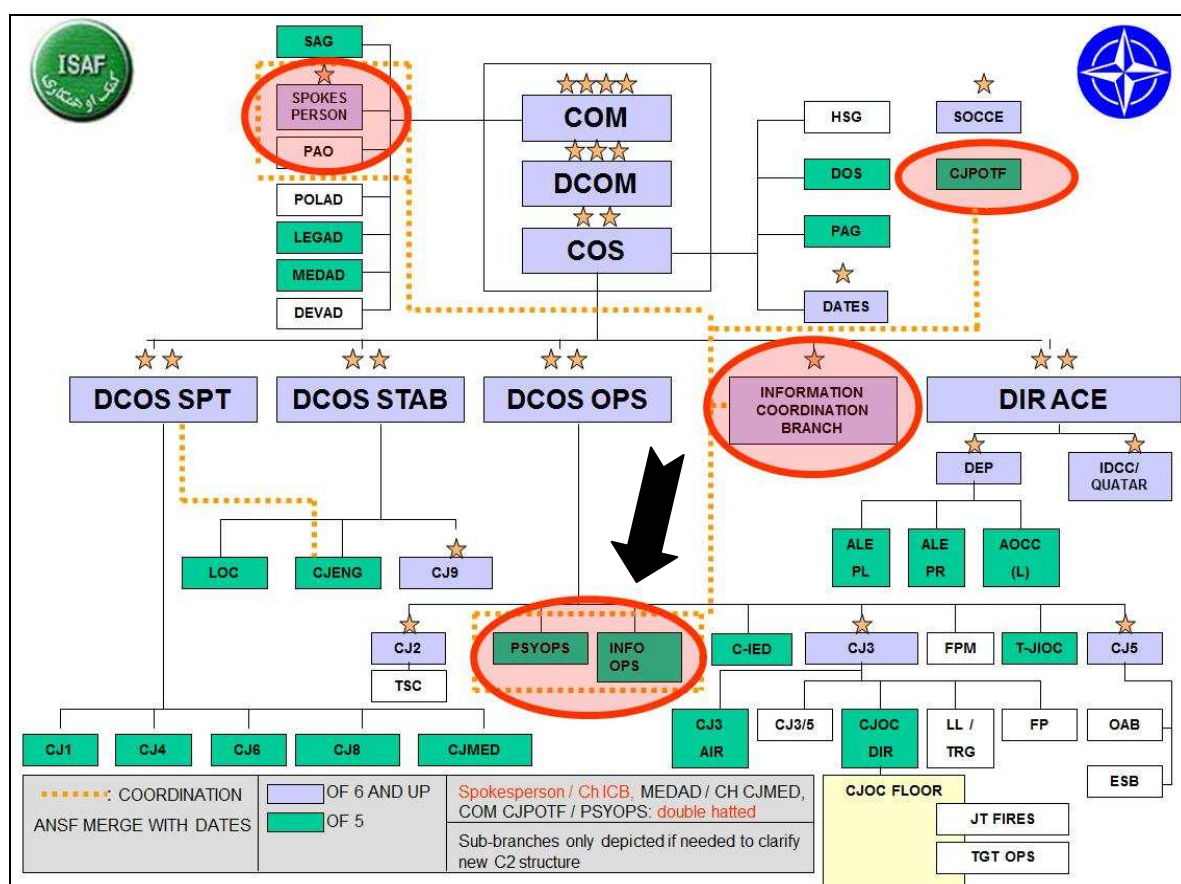 ISAF
کمک او همکاري
SAG
SPOKES
PERSON
PAO
POLAD
LEGAD
MEDAD
DEVAD
COM
DCOM
COS
HSG
DOS
PAG
DATES
SOCCE
CJPOTF
DCOS SPT
DCOS STAB
DCOS OPS
INFORMATION
COORDINATION
BRANCH
DIR ACE
DEP
IDCC/
QUATAR
ALE
PL
ALE
PR
AOCC
(L)
LOC
CJENG
CJ9
CJ2
TSC
PSYOPS
INFO
OPS
C-IED
CJ3
FPM
T-JIOC
CJ5
CJ3
AIR
CJ3/5
CJOC
DIR
LL /
TRG
FP
OAB
ESB
CJ1
CJ4
CJ6
CJ8
CJMED
CJOC FLOOR
JT FIRES
TGT OPS
: COORDINATION
ANSF MERGE WITH DATES
OF 6 AND UP
OF 5
Spokesperson / Ch ICB, MEDAD / CH CJMED,
COM CJPOTF / PSYOPS: double hatted
Sub-branches only depicted if needed to clarify
new C2 structure